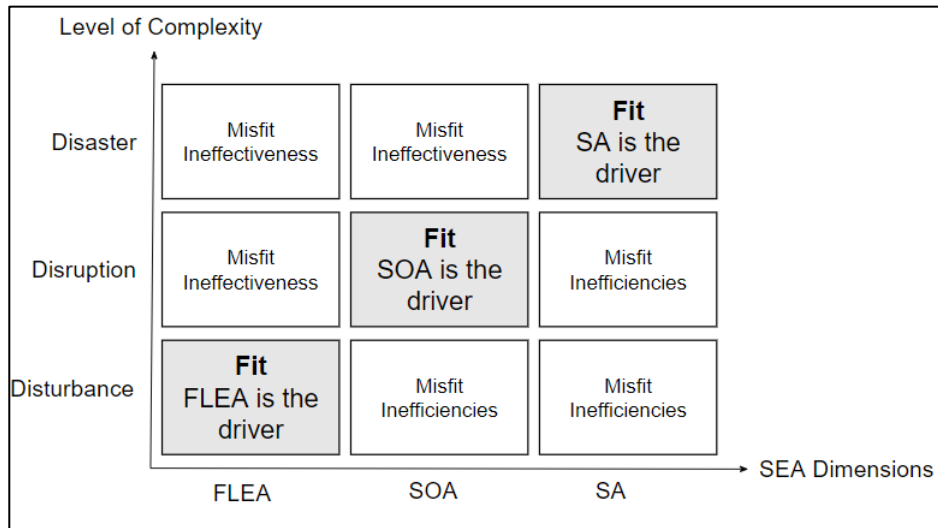 Level of Complexity
Disaster
Misfit
Ineffectiveness
Misfit
Ineffectiveness
Fit
SA is the
driver
Disruption
Misfit
Ineffectiveness
Fit
SOA is the
driver
Misfit
Inefficiencies
Disturbance
Fit
FLEA is the
driver
Misfit
Inefficiencies
Misfit
Inefficiencies
SEA Dimensions
FLEA
SOA
SA